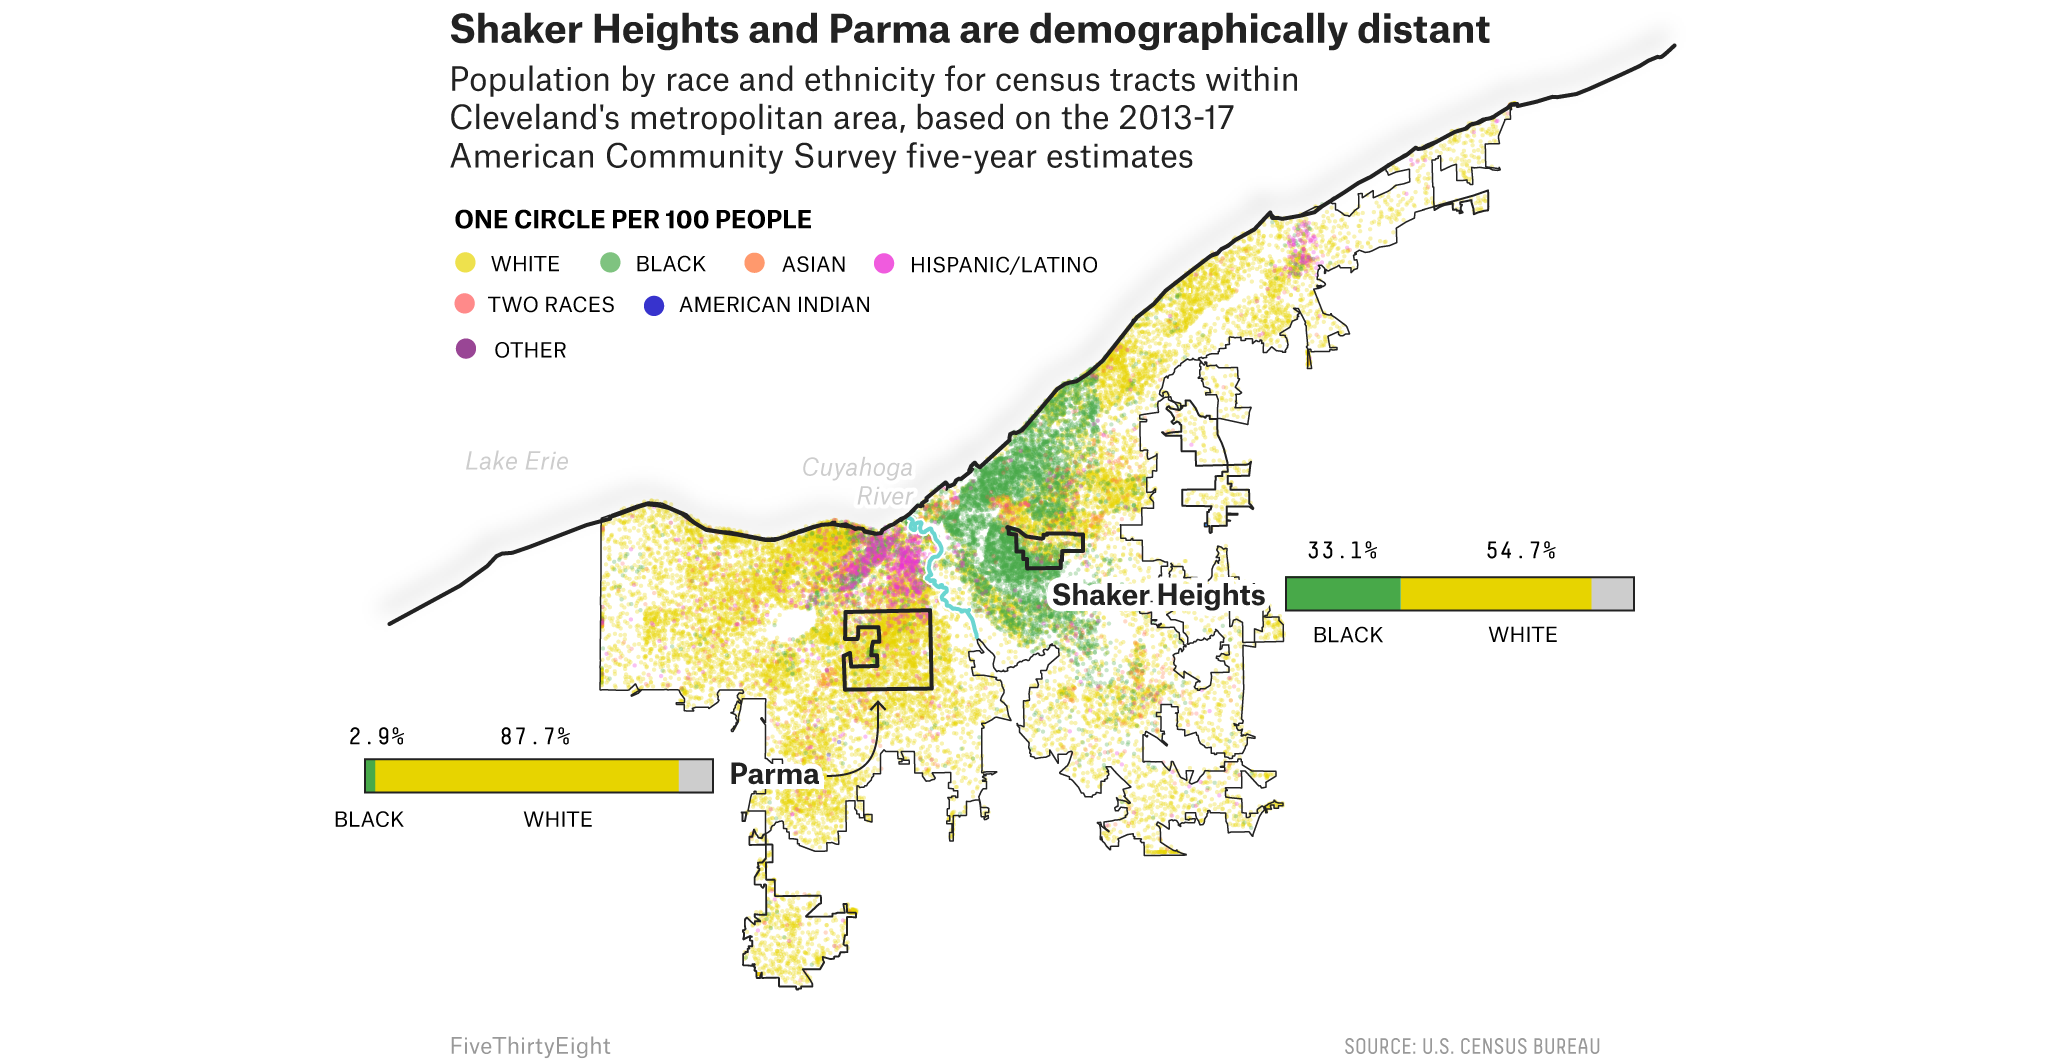 Shaker Heights and Parma are demographically distant
Population by race and ethnicity for census tracts within
Cleveland's metropolitan area, based on the 2013-17
American Community Survey five-year estimates
ONE CIRCLE PER 100 PEOPLE
WHITE
BLACK
ASIAN
HISPANIC/LATINO
TWO RACES
AMERICAN INDIAN
OTHER
Lake Erie
Cuyahoga
River
33.1%
54.7%
Shaker Heights
BLACK
WHITE
2.9%
87.7%
Parma
BLACK
WHITE
FiveThirtyEight
SOURCE: U.S. CENSUS BUREAU